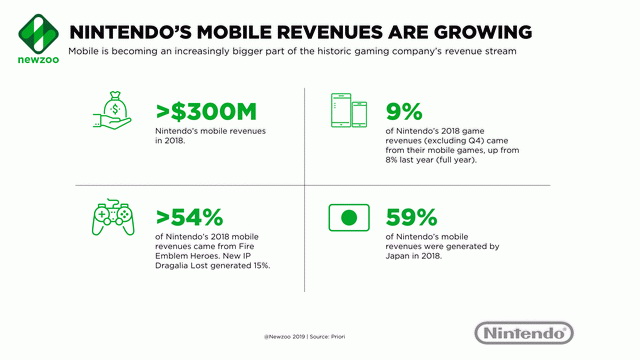 NINTENDO'S MOBILE REVENUES ARE GROWING
Mobile is becoming an increasingly bigger part of the historic gaming company's revenue stream
newzoo
>$300M
Nintendo's mobile revenues
in 2018.
9%
of Nintendo's 2018 game
revenues (excluding Q4) came
from their mobile games, up from
8% last year (full year).
>54%
of Nintendo's 2018 mobile
revenues came from Fire
Emblem Heroes. New IP
Dragalia Lost generated 15%.
59%
of Nintendo's mobile
revenues were generated by
Japan in 2018.
@Newzoo 2019 | Source: Priori
Nintendo